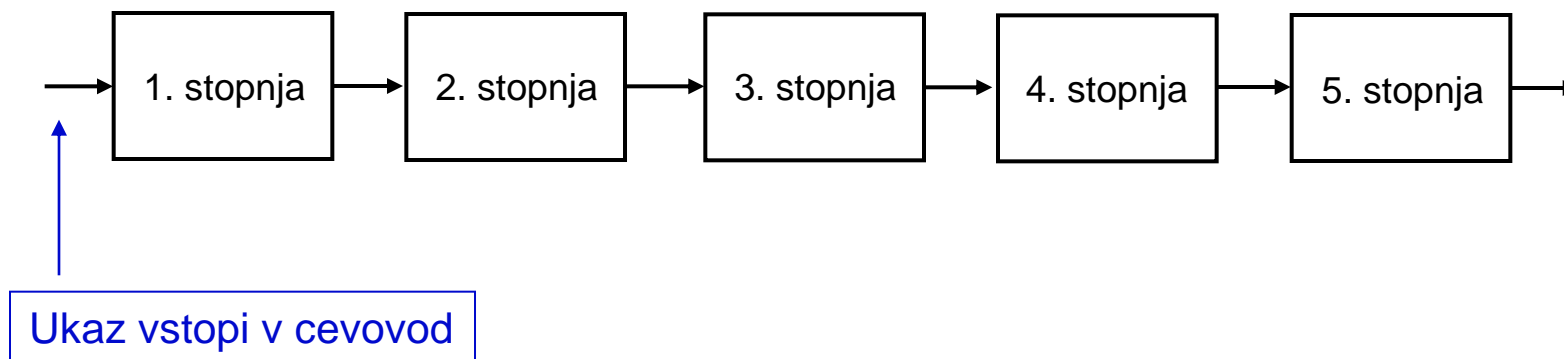 1. stopnja
2. stopnja
3. stopnja
4. stopnja
5. stopnja
Ukaz vstopi v cevovod